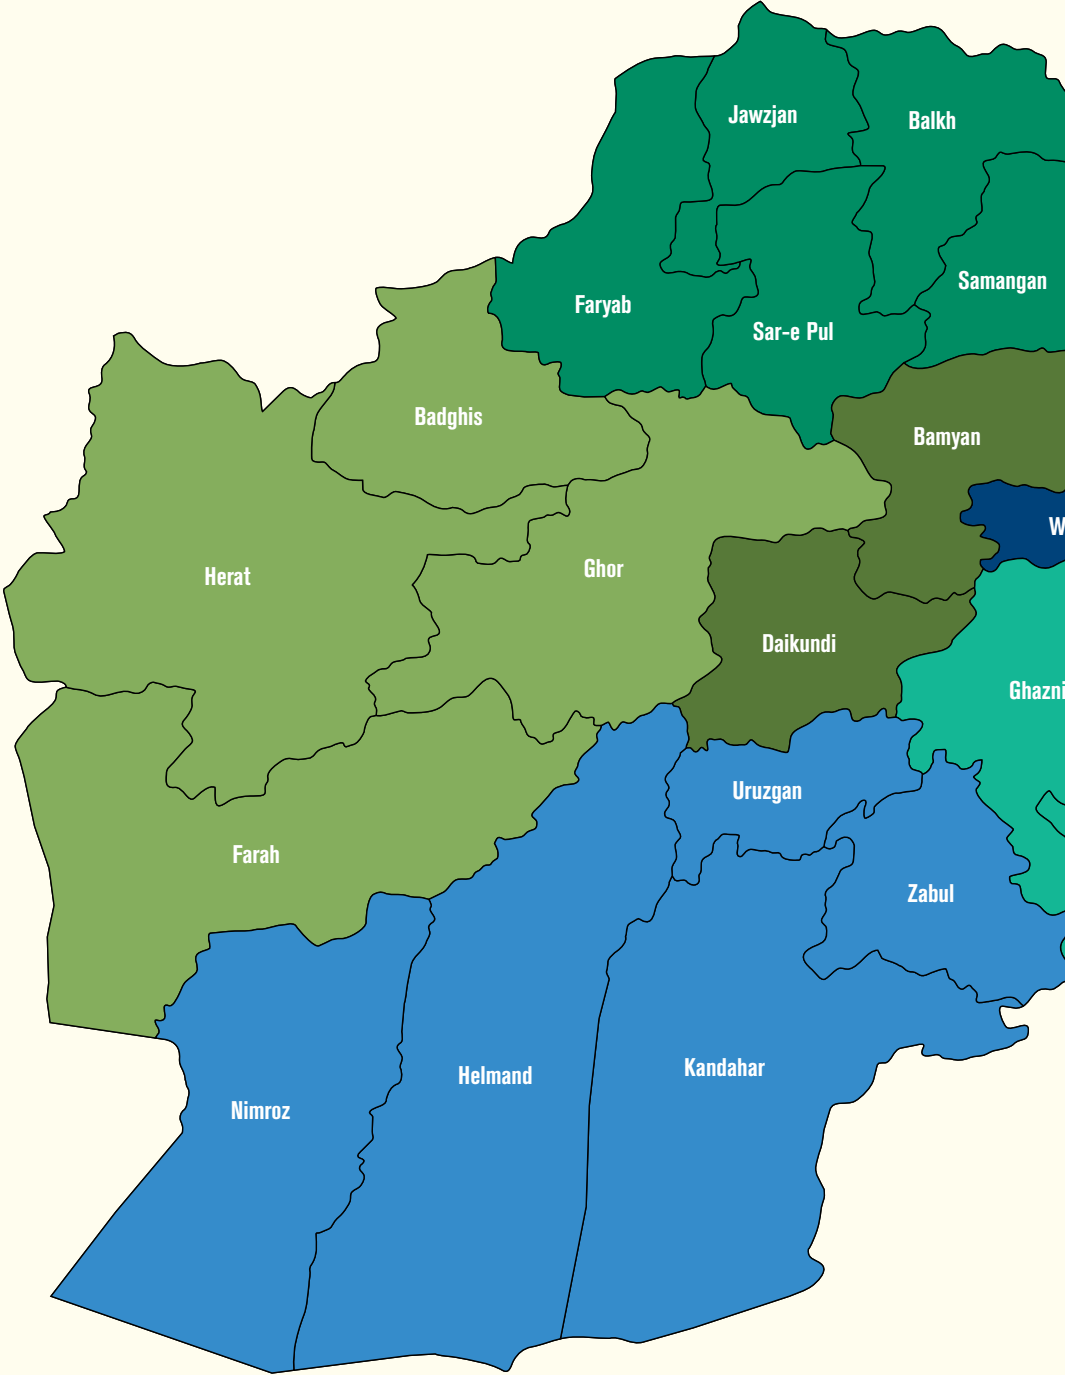 Jawzjan
Balkh
Samangan
Faryab
Sar-e Pul
Badghis
Bamyan
W
Herat
Ghor
Daikundi
Ghazni
Uruzgan
Farah
Zabul
Kandahar
Helmand
Nimroz